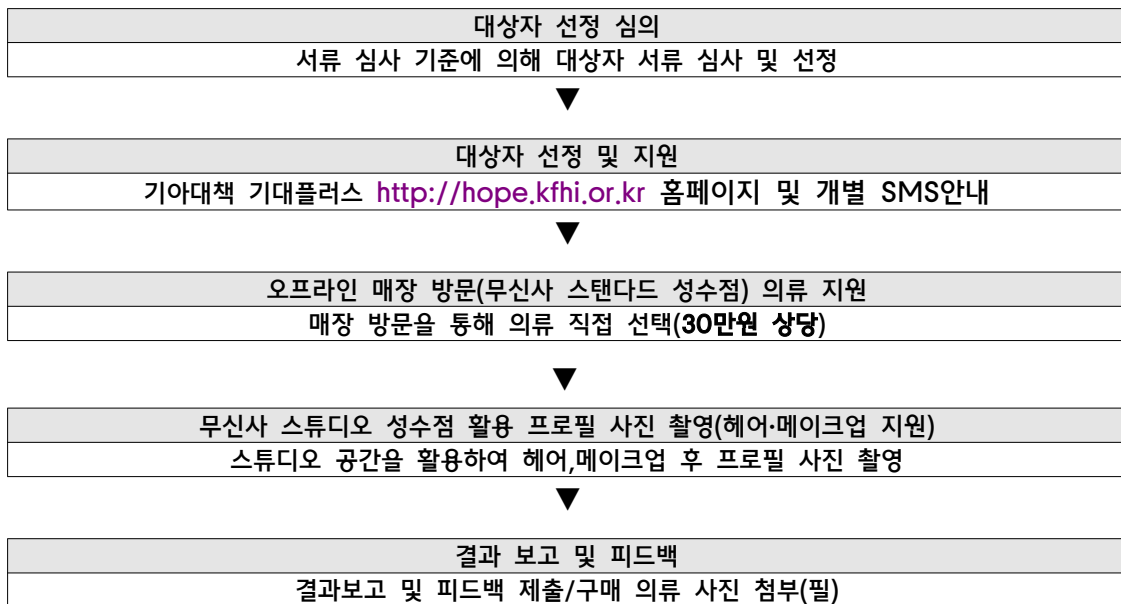 대상자 선정 심의
서류 심사 기준에 의해 대상자 서류 심사 및 선정
▼
대상자 선정 및 지원
기아대책 기대플러스 http://hope.kfhi.or.kr 홈페이지 및 개별 SMS안내
▼
오프라인 매장 방문(무신사 스탠다드 성수점) 의류 지원
매장 방문을 통해 의류 직접 선택(30만원 상당)
▼
무신사 스튜디오 성수점 활용 프로필 사진 촬영(헤어·메이크업 지원)
스튜디오 공간을 활용하여 헤어,메이크업 후 프로필 사진 촬영
▼
결과 보고 및 피드백
결과보고 및 피드백 제출/구매 의류 사진 첨부(필)